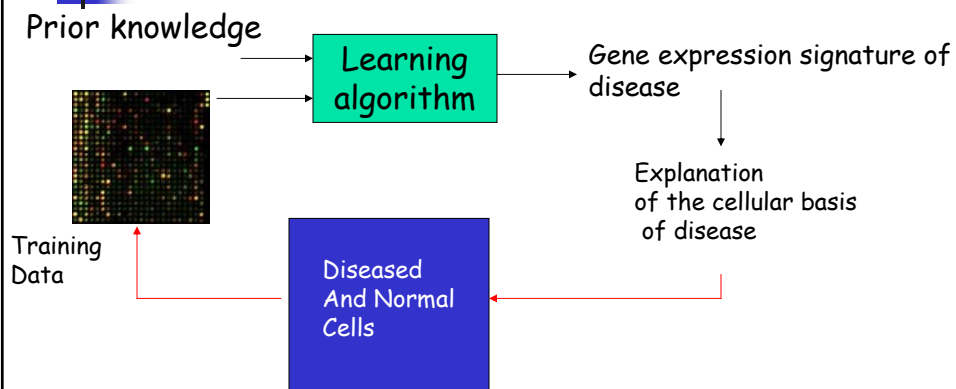 Prior knowledge
Learning
algorithm
Gene expression signature of
disease
Explanation
of the cellular basis
of disease
Training
Data
Diseased
And Normal
Cells